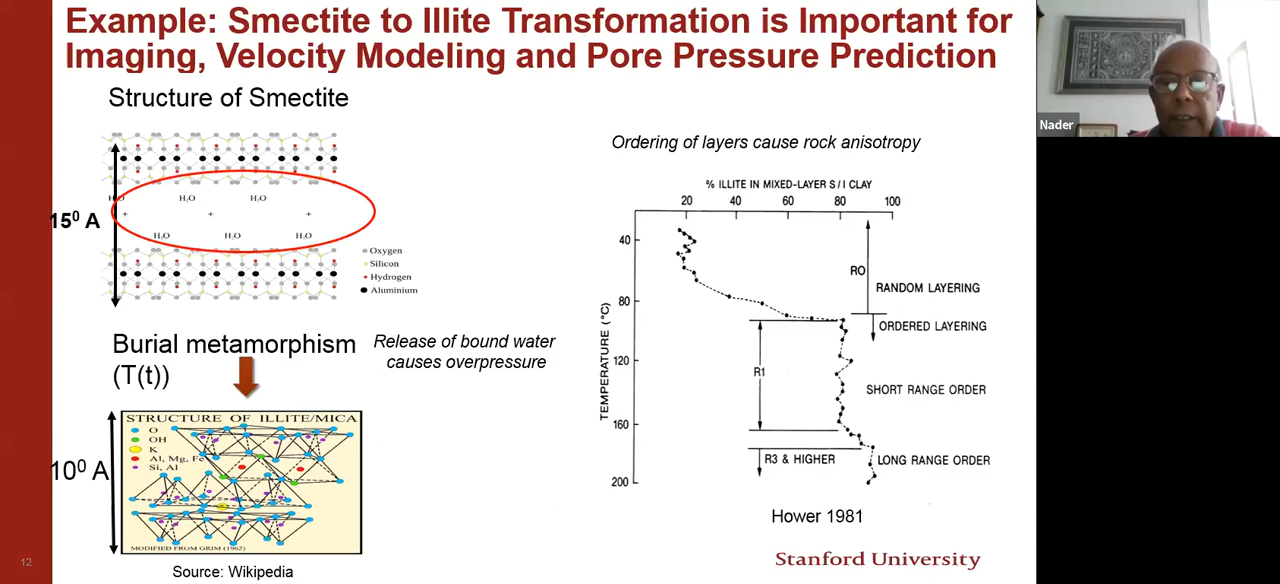 Example: Smectite to Illite Transformation is Important for
Imaging, Velocity Modeling and Pore Pressure Prediction
Structure of Smectite
H₂O H₂O H₂O
+ + +
H₂O H₂O H₂O
15⁰ A
Oxygen
Silicon
Hydrogen
Aluminium
Burial metamorphism
(T(t))
Release of bound water
causes overpressure
10⁰ A
STRUCTURE OF ILLITE/MICA
O
OH
K
Al, Mg, Fe
Si, Al
MODIFIED FROM GRIM (1962)
Source: Wikipedia
Ordering of layers cause rock anisotropy
% ILLITE IN MIXED-LAYER S / I CLAY
20 40 60 80 100
TEMPERATURE (°C)
40
80
120
160
200
RO
RANDOM LAYERING
ORDERED LAYERING
R1
SHORT RANGE ORDER
R3 & HIGHER
LONG RANGE ORDER
Hower 1981
Stanford University
12
Nader